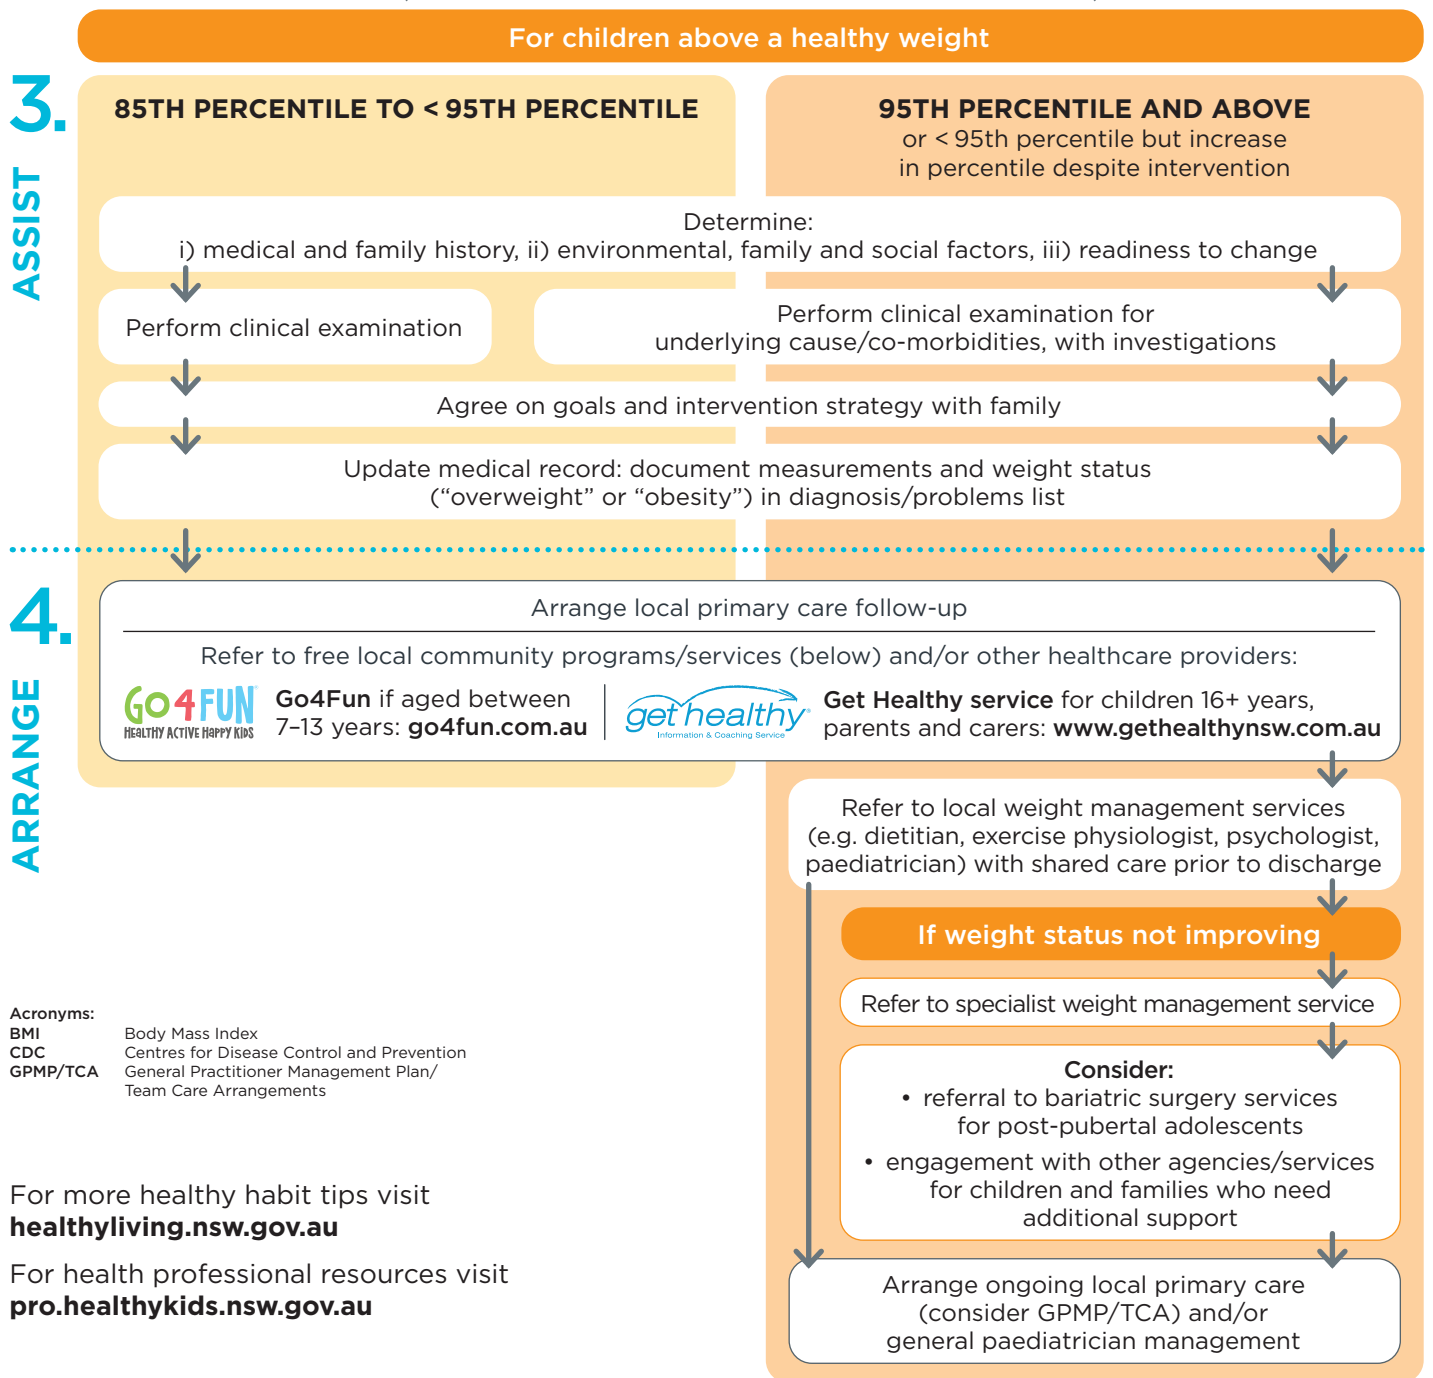 For children above a healthy weight
3.
ASSIST
85TH PERCENTILE TO < 95TH PERCENTILE
95TH PERCENTILE AND ABOVE
or < 95th percentile but increase
in percentile despite intervention
Determine:
i) medical and family history, ii) environmental, family and social factors, iii) readiness to change
Perform clinical examination
Perform clinical examination for
underlying cause/co-morbidities, with investigations
Agree on goals and intervention strategy with family
Update medical record: document measurements and weight status
(“overweight” or “obesity”) in diagnosis/problems list
4.
ARRANGE
Arrange local primary care follow-up
Refer to free local community programs/services (below) and/or other healthcare providers:
GO4FUN®
HEALTHY ACTIVE HAPPY KIDS
Go4Fun if aged between
7–13 years: go4fun.com.au
get healthy®
Information & Coaching Service
Get Healthy service for children 16+ years,
parents and carers: www.gethealthynsw.com.au
Refer to local weight management services
(e.g. dietitian, exercise physiologist, psychologist,
paediatrician) with shared care prior to discharge
If weight status not improving
Refer to specialist weight management service
Consider:
• referral to bariatric surgery services
for post-pubertal adolescents
• engagement with other agencies/services
for children and families who need
additional support
Arrange ongoing local primary care
(consider GPMP/TCA) and/or
general paediatrician management
Acronyms:
BMI Body Mass Index
CDC Centres for Disease Control and Prevention
GPMP/TCA General Practitioner Management Plan/
Team Care Arrangements
For more healthy habit tips visit
healthyliving.nsw.gov.au
For health professional resources visit
pro.healthykids.nsw.gov.au